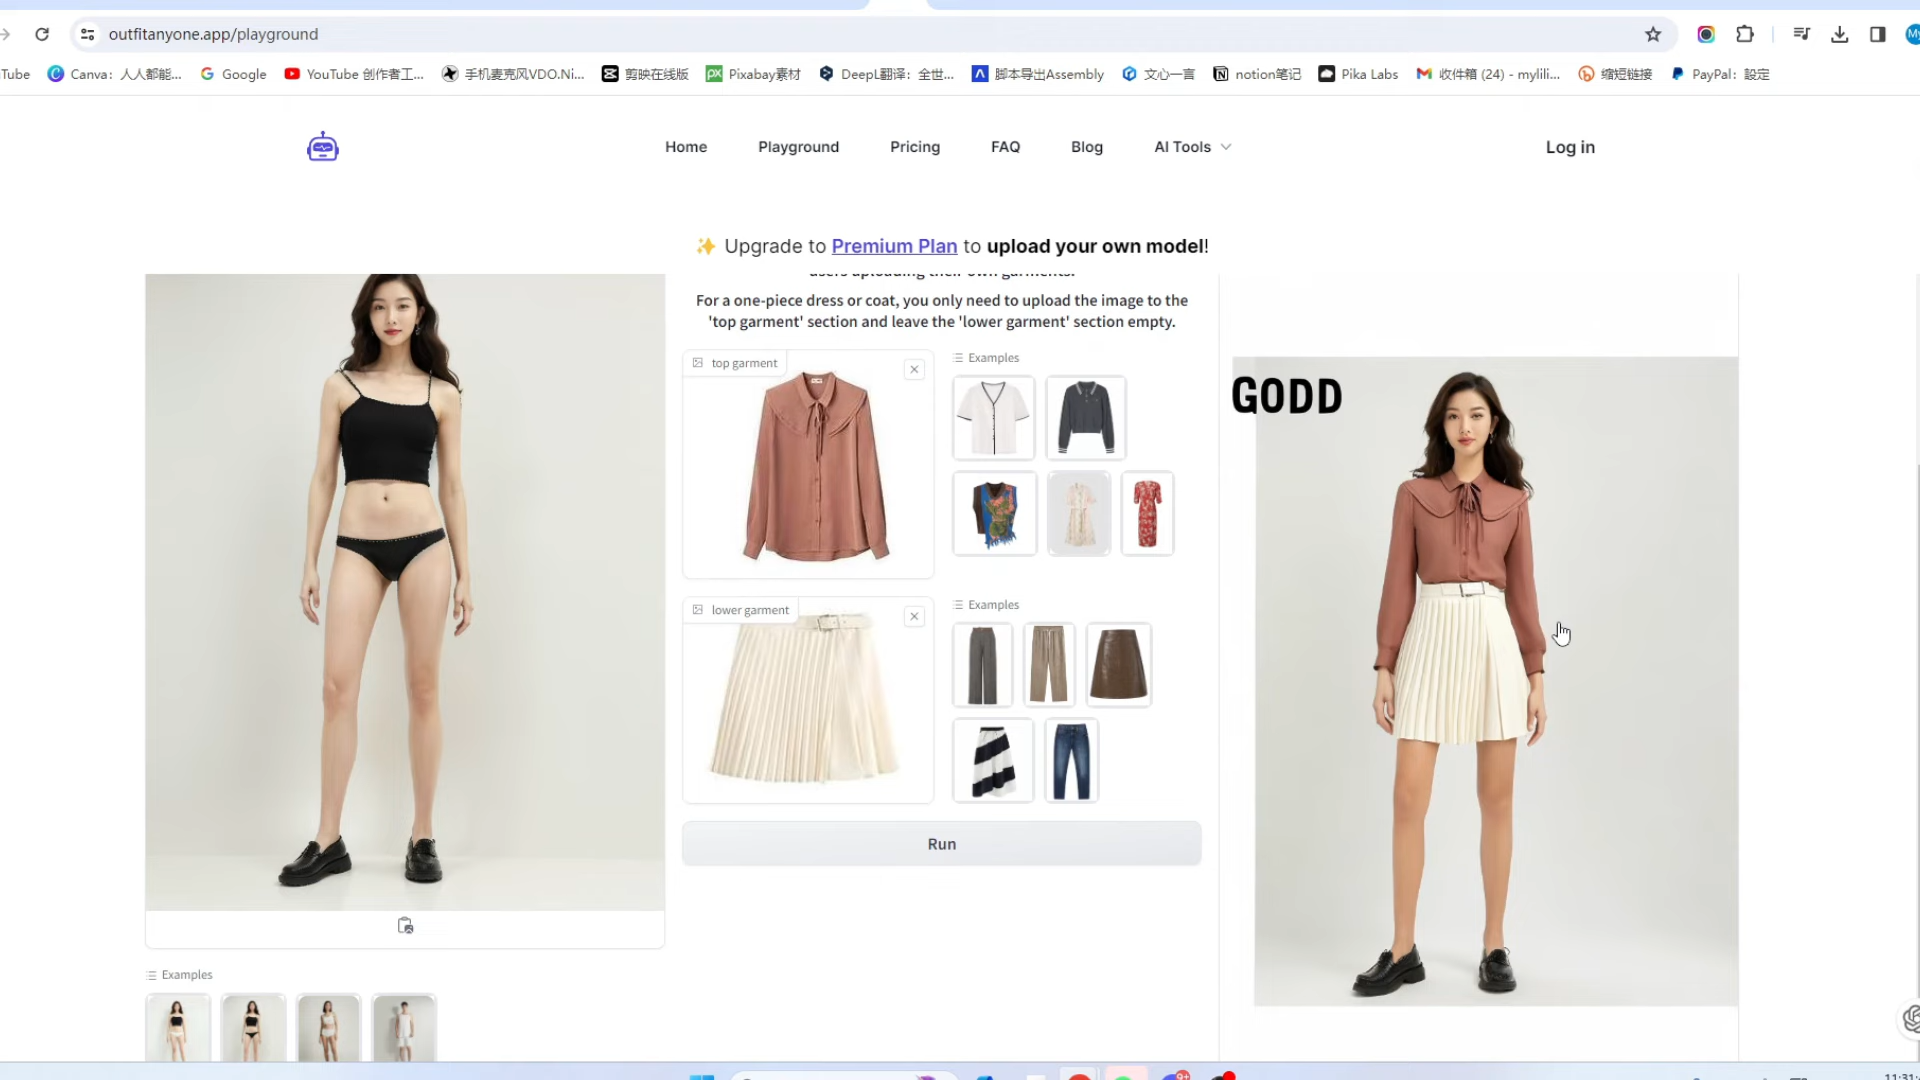 outfitanyone.app/playground
Tube
Canva：人人都能...
Google
YouTube 创作者工...
手机麦克风VDO.Ni...
剪映在线版
Pixabay素材
DeepL翻译：全世...
脚本导出Assembly
文心一言
notion笔记
Pika Labs
收件箱 (24) - mylili...
缩短链接
PayPal：設定
Home
Playground
Pricing
FAQ
Blog
AI Tools
Log in
✨ Upgrade to Premium Plan to upload your own model!
users uploading their own garments.
For a one-piece dress or coat, you only need to upload the image to the
'top garment' section and leave the 'lower garment' section empty.
top garment
Examples
GODD
lower garment
Examples
Run
Examples